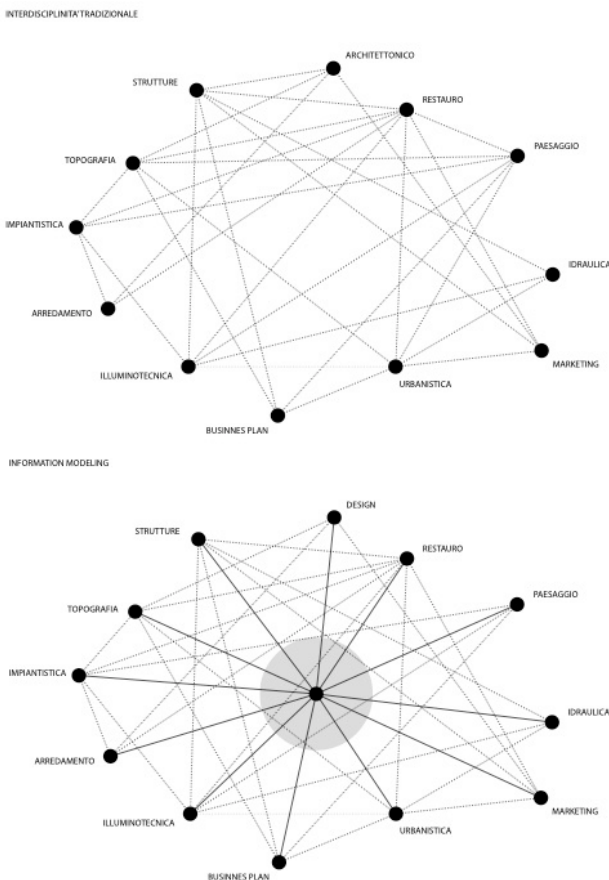 INTERDISCIPLINITA'TRADIZIONALE
ARCHITETTONICO
STRUTTURE
RESTAURO
PAESAGGIO
TOPOGRAFIA
IMPIANTISTICA
IDRAULICA
ARREDAMENTO
MARKETING
ILLUMINOTECNICA
URBANISTICA
BUSINNES PLAN
INFORMATION MODELING
DESIGN
STRUTTURE
RESTAURO
PAESAGGIO
TOPOGRAFIA
IMPIANTISTICA
IDRAULICA
ARREDAMENTO
MARKETING
ILLUMINOTECNICA
URBANISTICA
BUSINNES PLAN